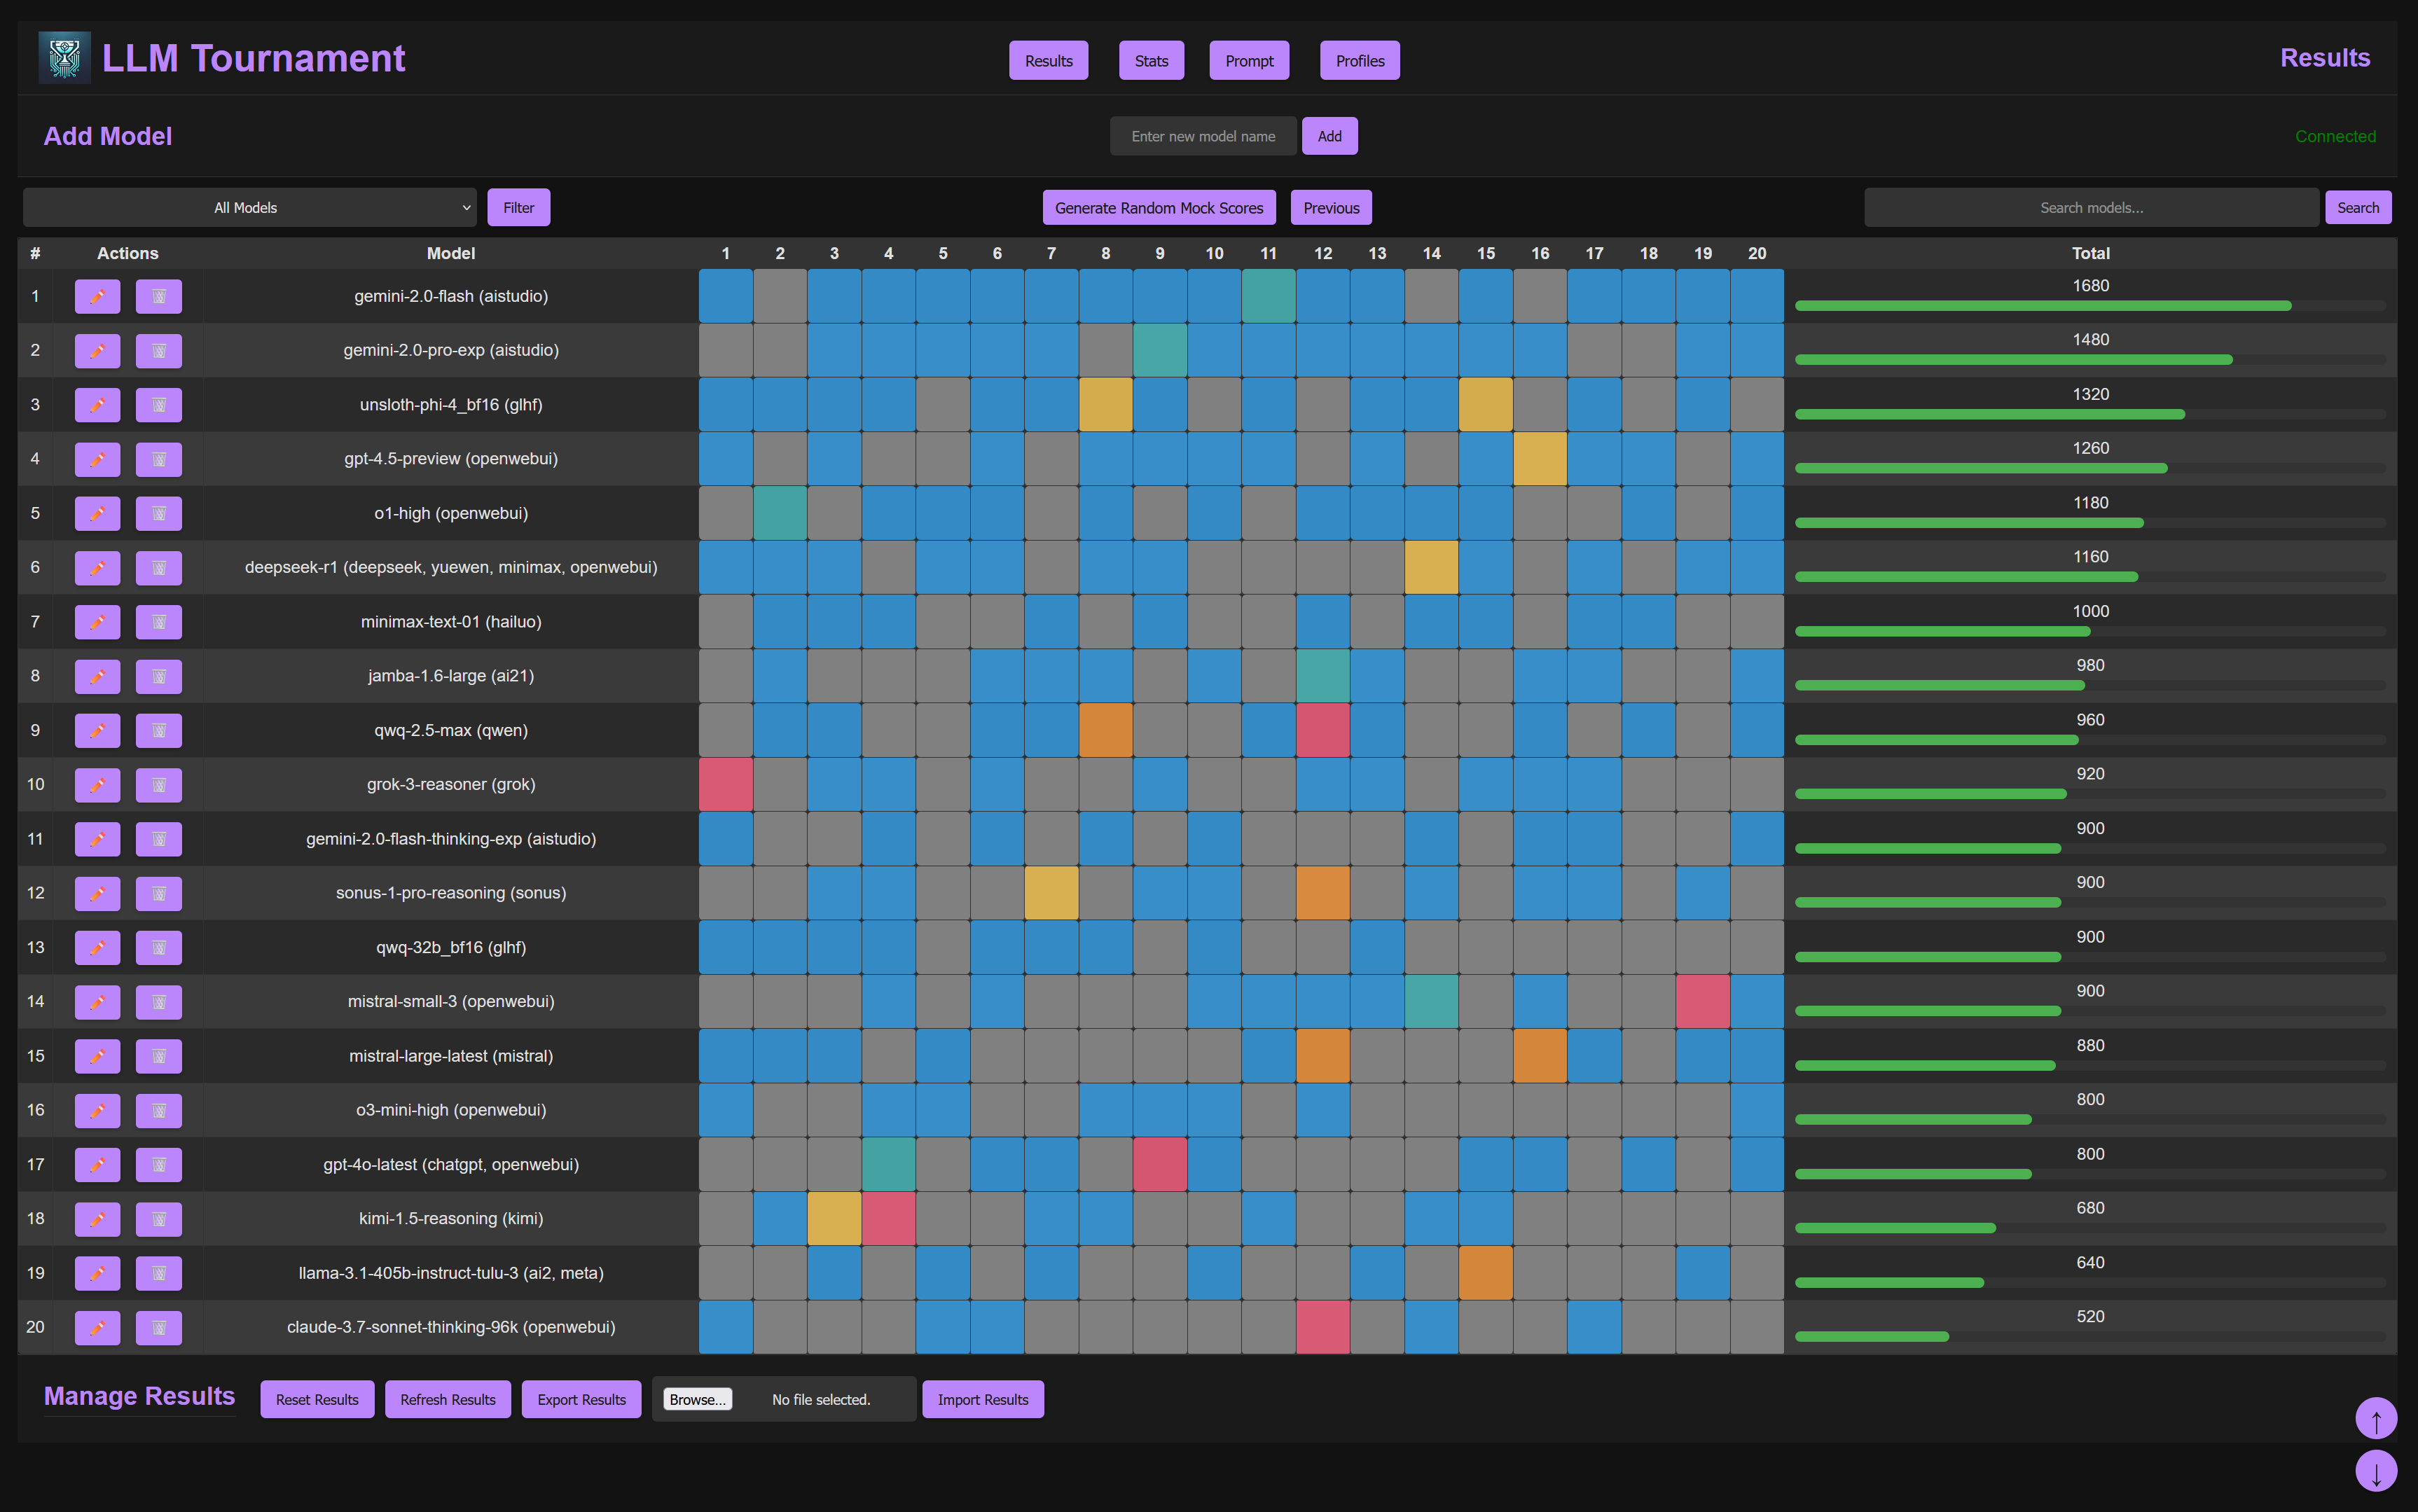 LLM Tournament Results Stats Prompt Profiles Results
Add Model Enter new model name Add Connected
All Models Filter Generate Random Mock Scores Previous Search models... Search
# Actions Model 1 2 3 4 5 6 7 8 9 10 11 12 13 14 15 16 17 18 19 20 Total
1 gemini-2.0-flash (aistudio) 1680
2 gemini-2.0-pro-exp (aistudio) 1480
3 unsloth-phi-4_bf16 (glhf) 1320
4 gpt-4.5-preview (openwebui) 1260
5 o1-high (openwebui) 1180
6 deepseek-r1 (deepseek, yuewen, minimax, openwebui) 1160
7 minimax-text-01 (hailuo) 1000
8 jamba-1.6-large (ai21) 980
9 qwq-2.5-max (qwen) 960
10 grok-3-reasoner (grok) 920
11 gemini-2.0-flash-thinking-exp (aistudio) 900
12 sonus-1-pro-reasoning (sonus) 900
13 qwq-32b_bf16 (glhf) 900
14 mistral-small-3 (openwebui) 900
15 mistral-large-latest (mistral) 880
16 o3-mini-high (openwebui) 800
17 gpt-4o-latest (chatgpt, openwebui) 800
18 kimi-1.5-reasoning (kimi) 680
19 llama-3.1-405b-instruct-tulu-3 (ai2, meta) 640
20 claude-3.7-sonnet-thinking-96k (openwebui) 520
Manage Results Reset Results Refresh Results Export Results Browse... No file selected. Import Results
↑
↓